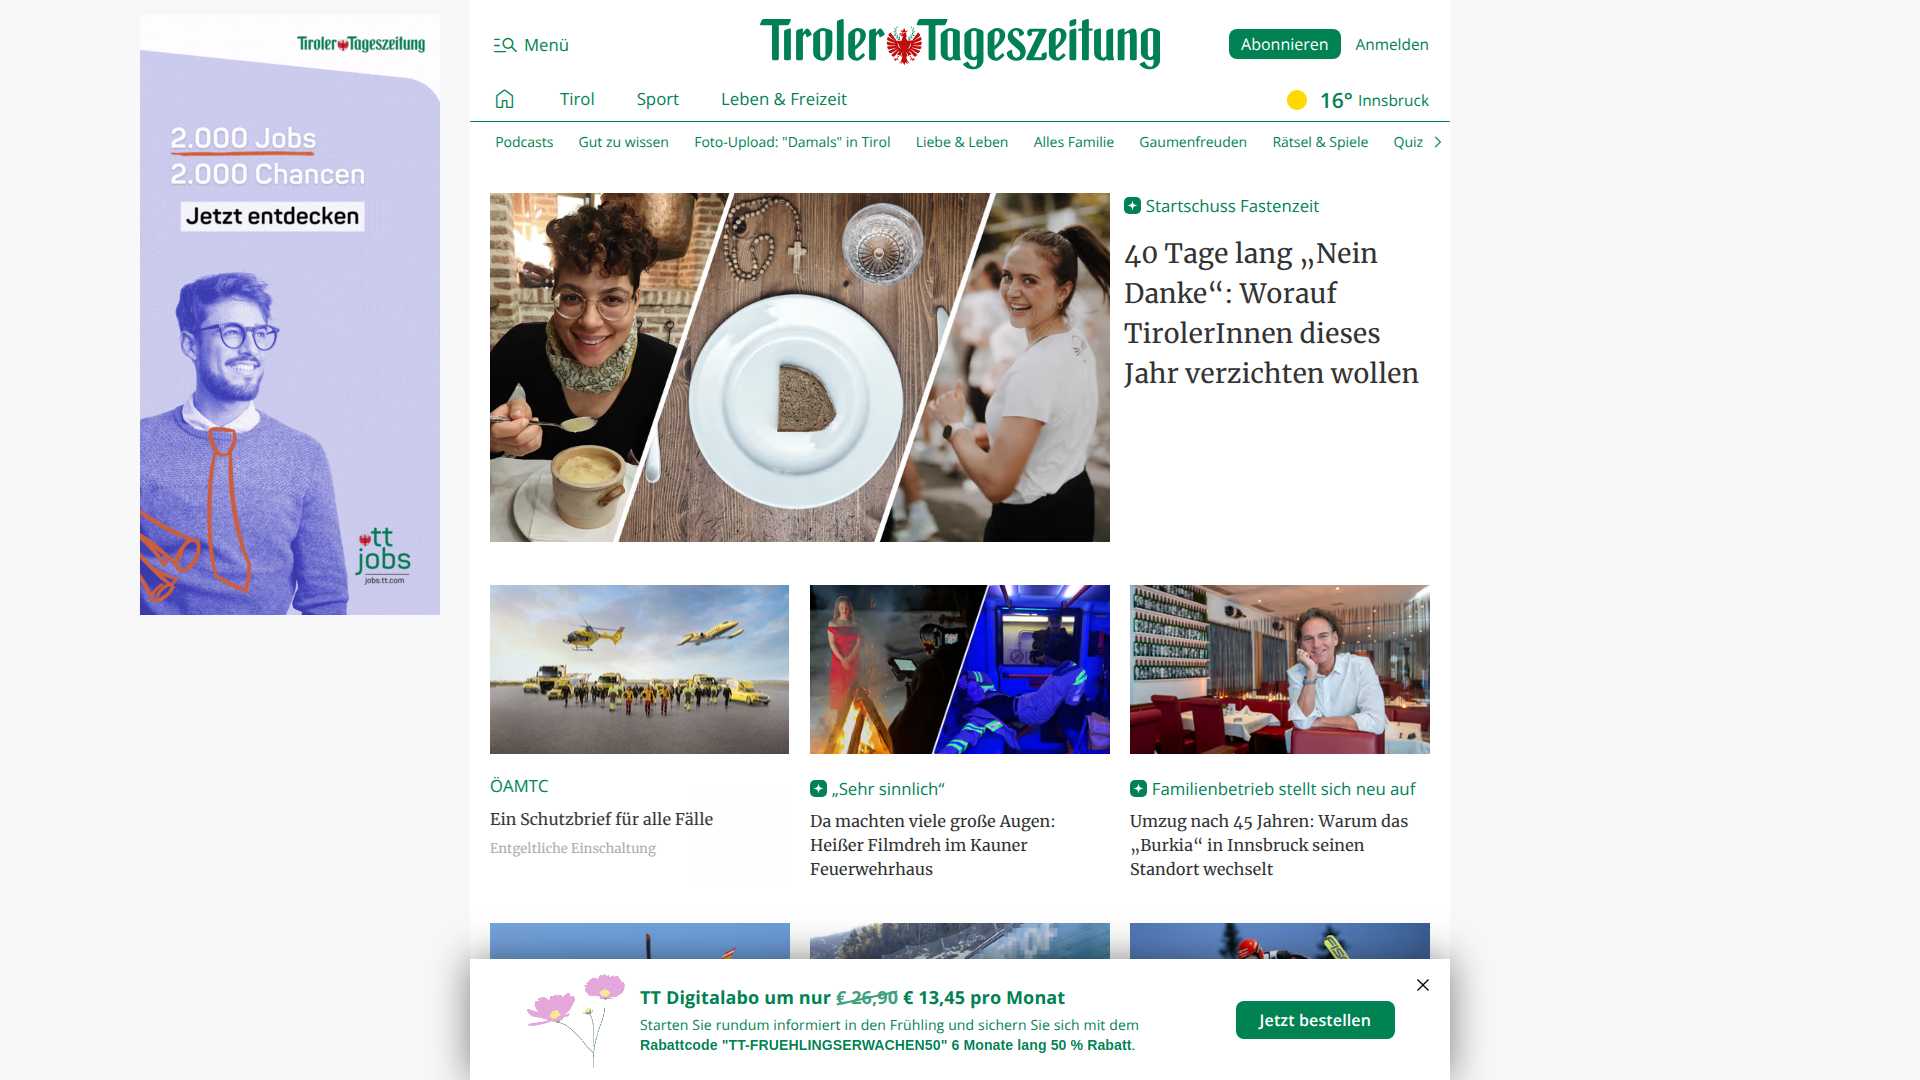 Tiroler Tageszeitung
2.000 Jobs
2.000 Chancen
Jetzt entdecken
tt
jobs
jobs.tt.com
Menü
Tiroler Tageszeitung
Abonnieren
Anmelden
Tirol
Sport
Leben & Freizeit
16° Innsbruck
Podcasts
Gut zu wissen
Foto-Upload: "Damals" in Tirol
Liebe & Leben
Alles Familie
Gaumenfreuden
Rätsel & Spiele
Quiz
Startschuss Fastenzeit
40 Tage lang „Nein
Danke“: Worauf
TirolerInnen dieses
Jahr verzichten wollen
ÖAMTC
Ein Schutzbrief für alle Fälle
Entgeltliche Einschaltung
„Sehr sinnlich“
Da machten viele große Augen:
Heißer Filmdreh im Kauner
Feuerwehrhaus
Familienbetrieb stellt sich neu auf
Umzug nach 45 Jahren: Warum das
„Burkia“ in Innsbruck seinen
Standort wechselt
TT Digitalabo um nur € 26,90 € 13,45 pro Monat
Starten Sie rundum informiert in den Frühling und sichern Sie sich mit dem
Rabattcode "TT-FRUEHLINGSERWACHEN50" 6 Monate lang 50 % Rabatt.
Jetzt bestellen